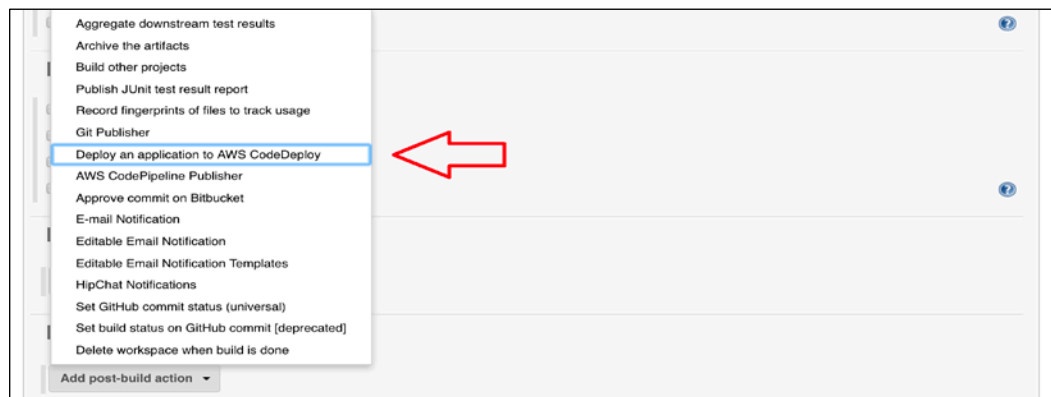 Aggregate downstream test results
Archive the artifacts
Build other projects
Publish JUnit test result report
Record fingerprints of files to track usage
Git Publisher
Deploy an application to AWS CodeDeploy
AWS CodePipeline Publisher
Approve commit on Bitbucket
E-mail Notification
Editable Email Notification
Editable Email Notification Templates
HipChat Notifications
Set GitHub commit status (universal)
Set build status on GitHub commit [deprecated]
Delete workspace when build is done
Add post-build action